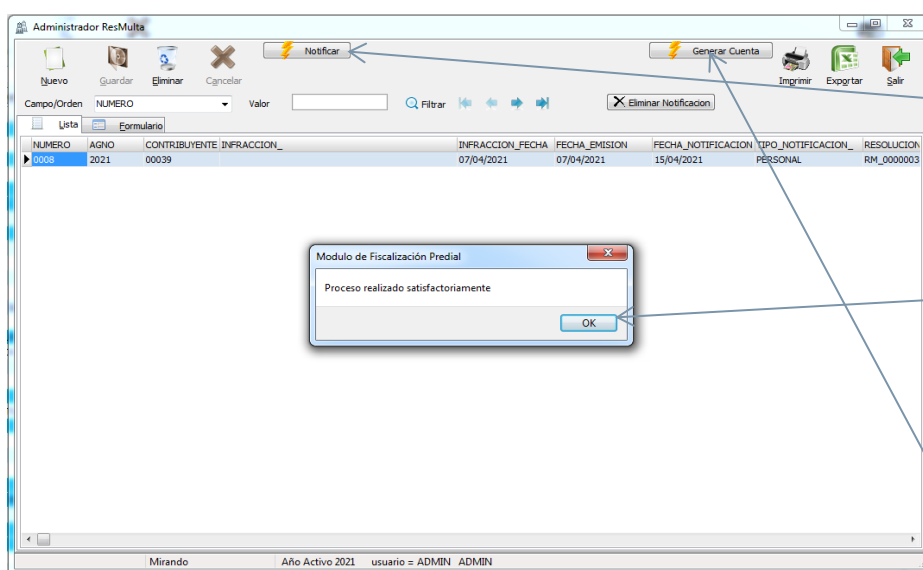 Administrador ResMulta
Notificar
Generar Cuenta
Nuevo Guardar Eliminar Cancelar Imprimir Exportar Salir
Campo/Orden NUMERO Valor Filtrar Eliminar Notificacion
Lista Formulario
NUMERO AGNO CONTRIBUYENTE INFRACCION_ INFRACCION_FECHA FECHA_EMISION FECHA_NOTIFICACION TIPO_NOTIFICACION_ RESOLUCION
0008 2021 00039 07/04/2021 07/04/2021 15/04/2021 PERSONAL RM_0000003
Modulo de Fiscalización Predial
Proceso realizado satisfactoriamente
OK
Mirando Año Activo 2021 usuario = ADMIN ADMIN